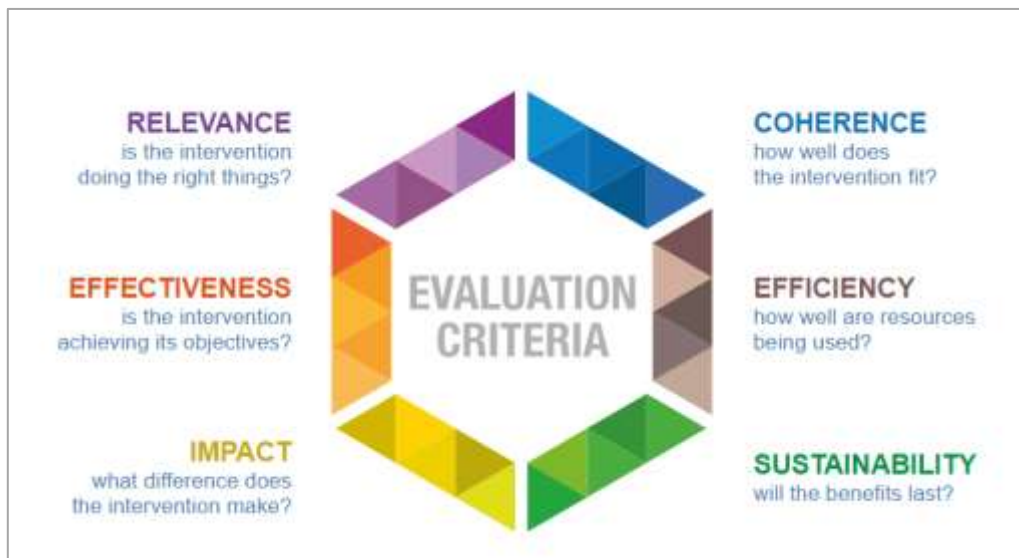 RELEVANCE
is the intervention
doing the right things?
COHERENCE
how well does
the intervention fit?
EFFECTIVENESS
is the intervention
achieving its objectives?
EVALUATION
CRITERIA
EFFICIENCY
how well are resources
being used?
IMPACT
what difference does
the intervention make?
SUSTAINABILITY
will the benefits last?